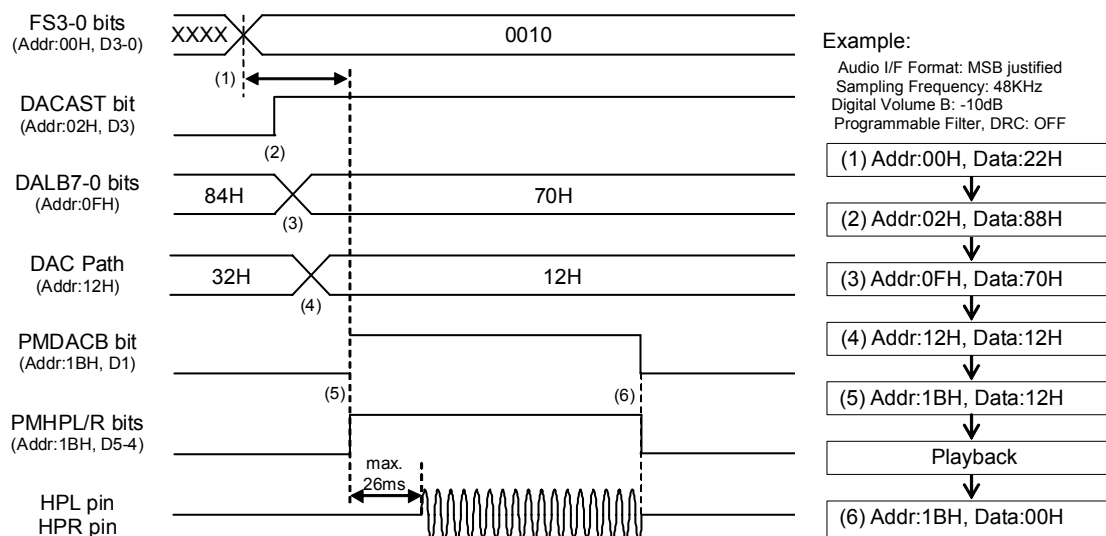 FS3-0 bits
(Addr:00H, D3-0)
XXXX
0010
(1)
DACAST bit
(Addr:02H, D3)
(2)
DALB7-0 bits
(Addr:0FH)
84H
70H
(3)
DAC Path
(Addr:12H)
32H
12H
(4)
PMDACB bit
(Addr:1BH, D1)
(5)
(6)
PMHPL/R bits
(Addr:1BH, D5-4)
max.
26ms
HPL pin
HPR pin
Example:
Audio I/F Format: MSB justified
Sampling Frequency: 48KHz
Digital Volume B: -10dB
Programmable Filter, DRC: OFF
(1) Addr:00H, Data:22H
(2) Addr:02H, Data:88H
(3) Addr:0FH, Data:70H
(4) Addr:12H, Data:12H
(5) Addr:1BH, Data:12H
Playback
(6) Addr:1BH, Data:00H